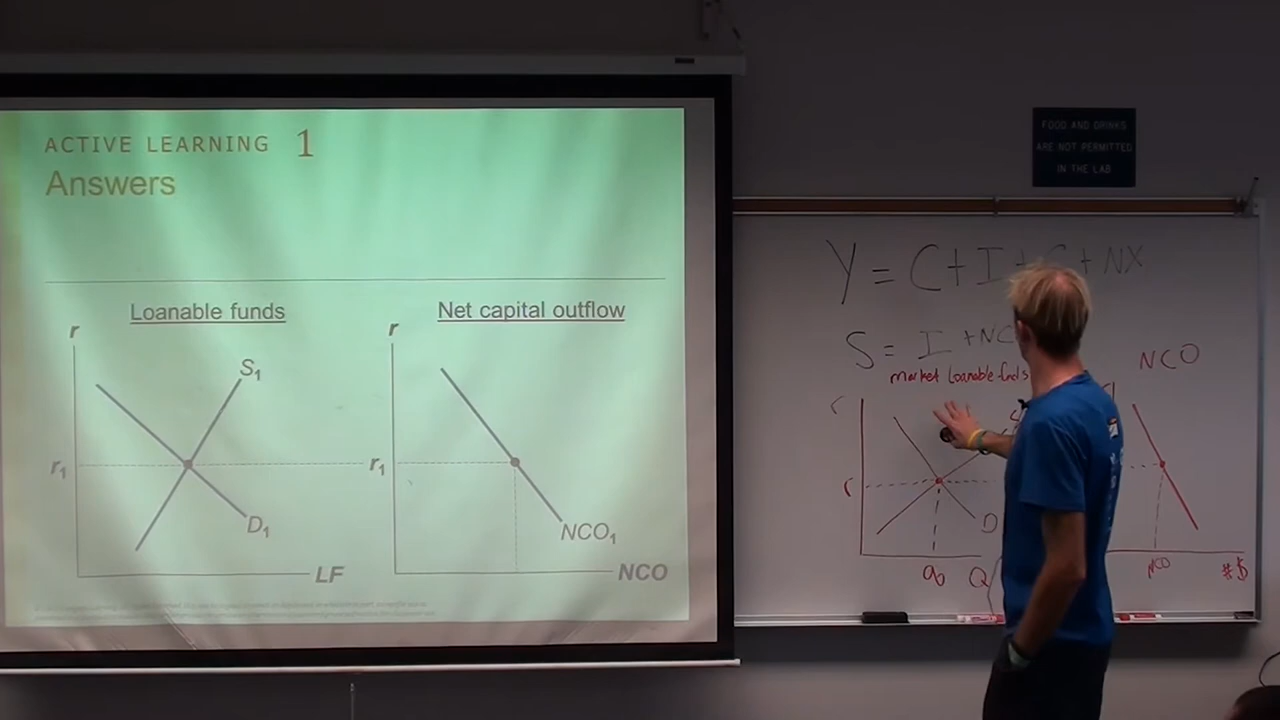 ACTIVE LEARNING 1
Answers
Loanable funds
r
S₁
r₁
D₁
LF
Net capital outflow
r
r₁
NCO₁
NCO
FOOD AND DRINKS
ARE NOT PERMITTED
IN THE LAB
Y = C + I + G + NX
S = I + NC
market Loanable funds
r
r
D
Q
NCO
NCO
#$